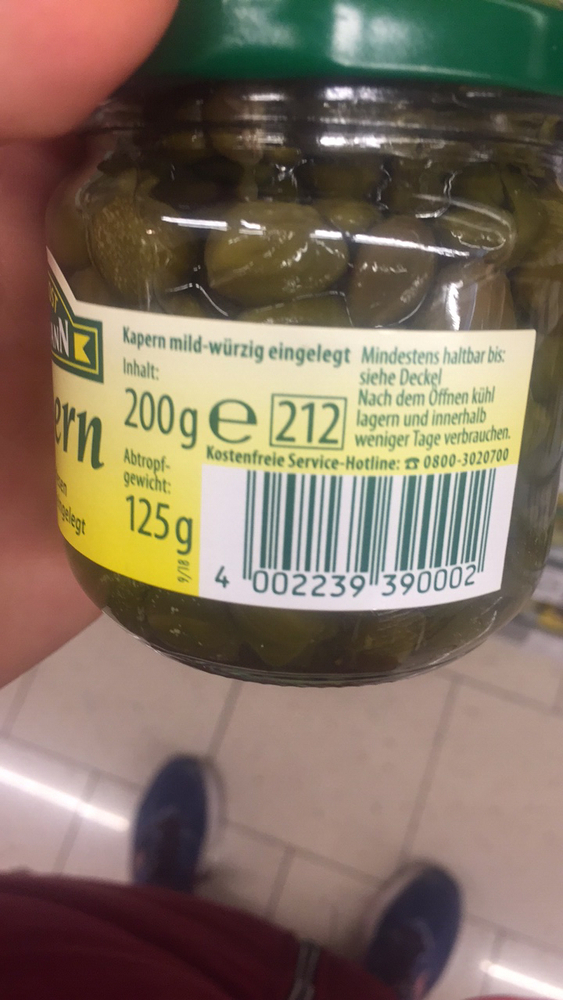 Kapern mild-würzig eingelegt
Inhalt:
200g e 212
Abtropf-
gewicht:
125g
Mindestens haltbar bis:
siehe Deckel
Nach dem Öffnen kühl
lagern und innerhalb
weniger Tage verbrauchen.
Kostenfreie Service-Hotline: ☎ 0800-3020700
9/18
4 002239 390002
ern
gelegt